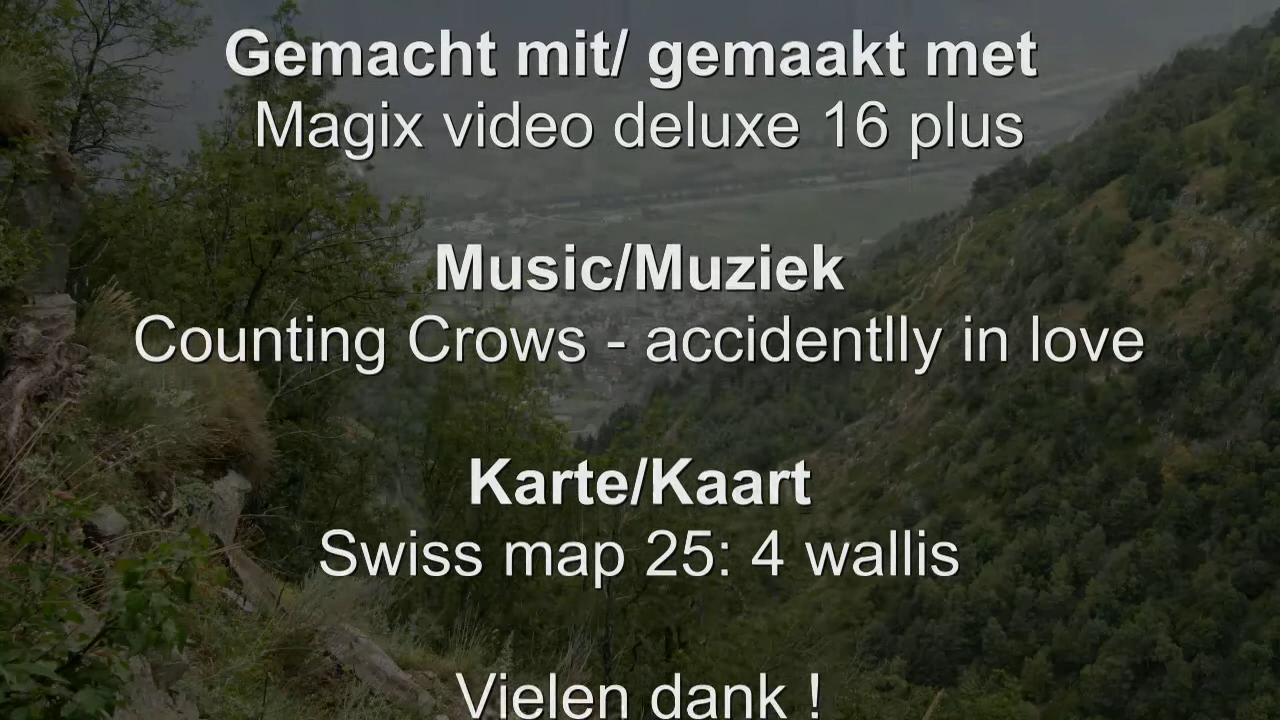 Gemacht mit/ gemaakt met
Magix video deluxe 16 plus
Music/Muziek
Counting Crows - accidentlly in love
Karte/Kaart
Swiss map 25: 4 wallis
Vielen dank !